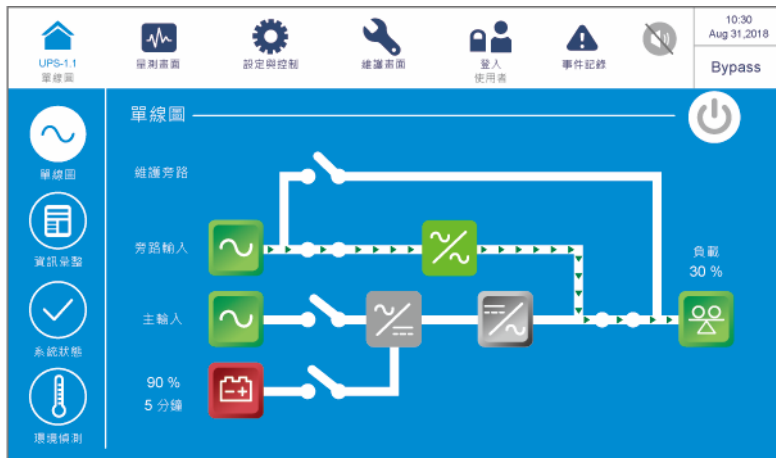 UPS-1.1
單線圖
量測畫面
設定與控制
維護畫面
登入
使用者
事件記錄
10:30
Aug 31,2018
Bypass
單線圖
資訊彙整
系統狀態
環境偵測
單線圖
維護旁路
旁路輸入
主輸入
90 %
5 分鐘
負載
30 %